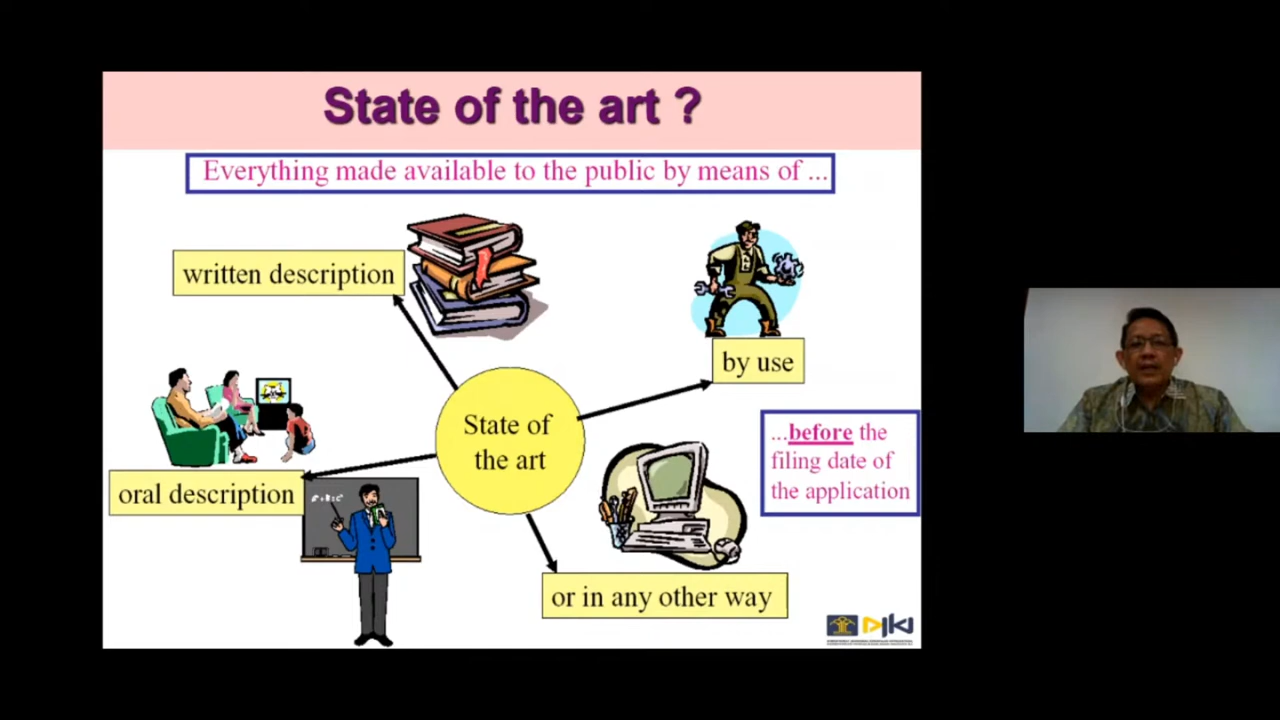 State of the art ?
Everything made available to the public by means of ...
written description
by use
State of
the art
...before the
filing date of
the application
oral description
or in any other way